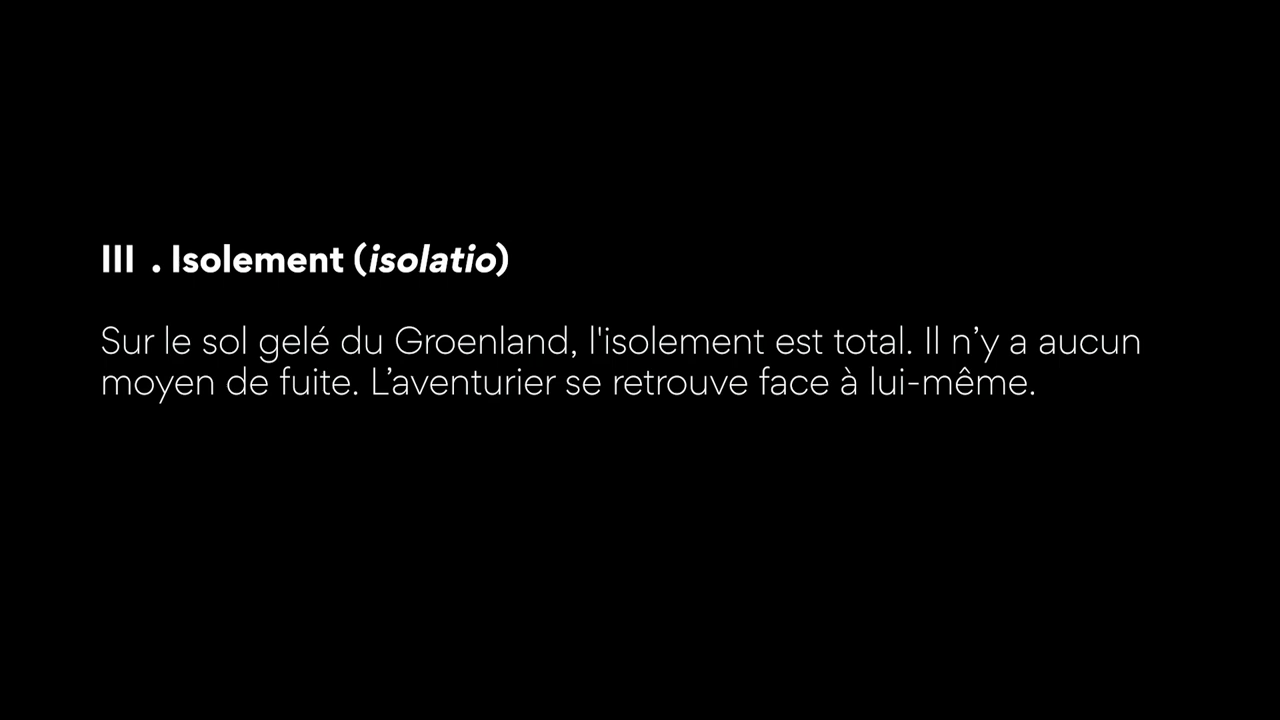 III . Isolement (isolatio)
Sur le sol gelé du Groenland, l'isolement est total. Il n’y a aucun
moyen de fuite. L’aventurier se retrouve face à lui-même.